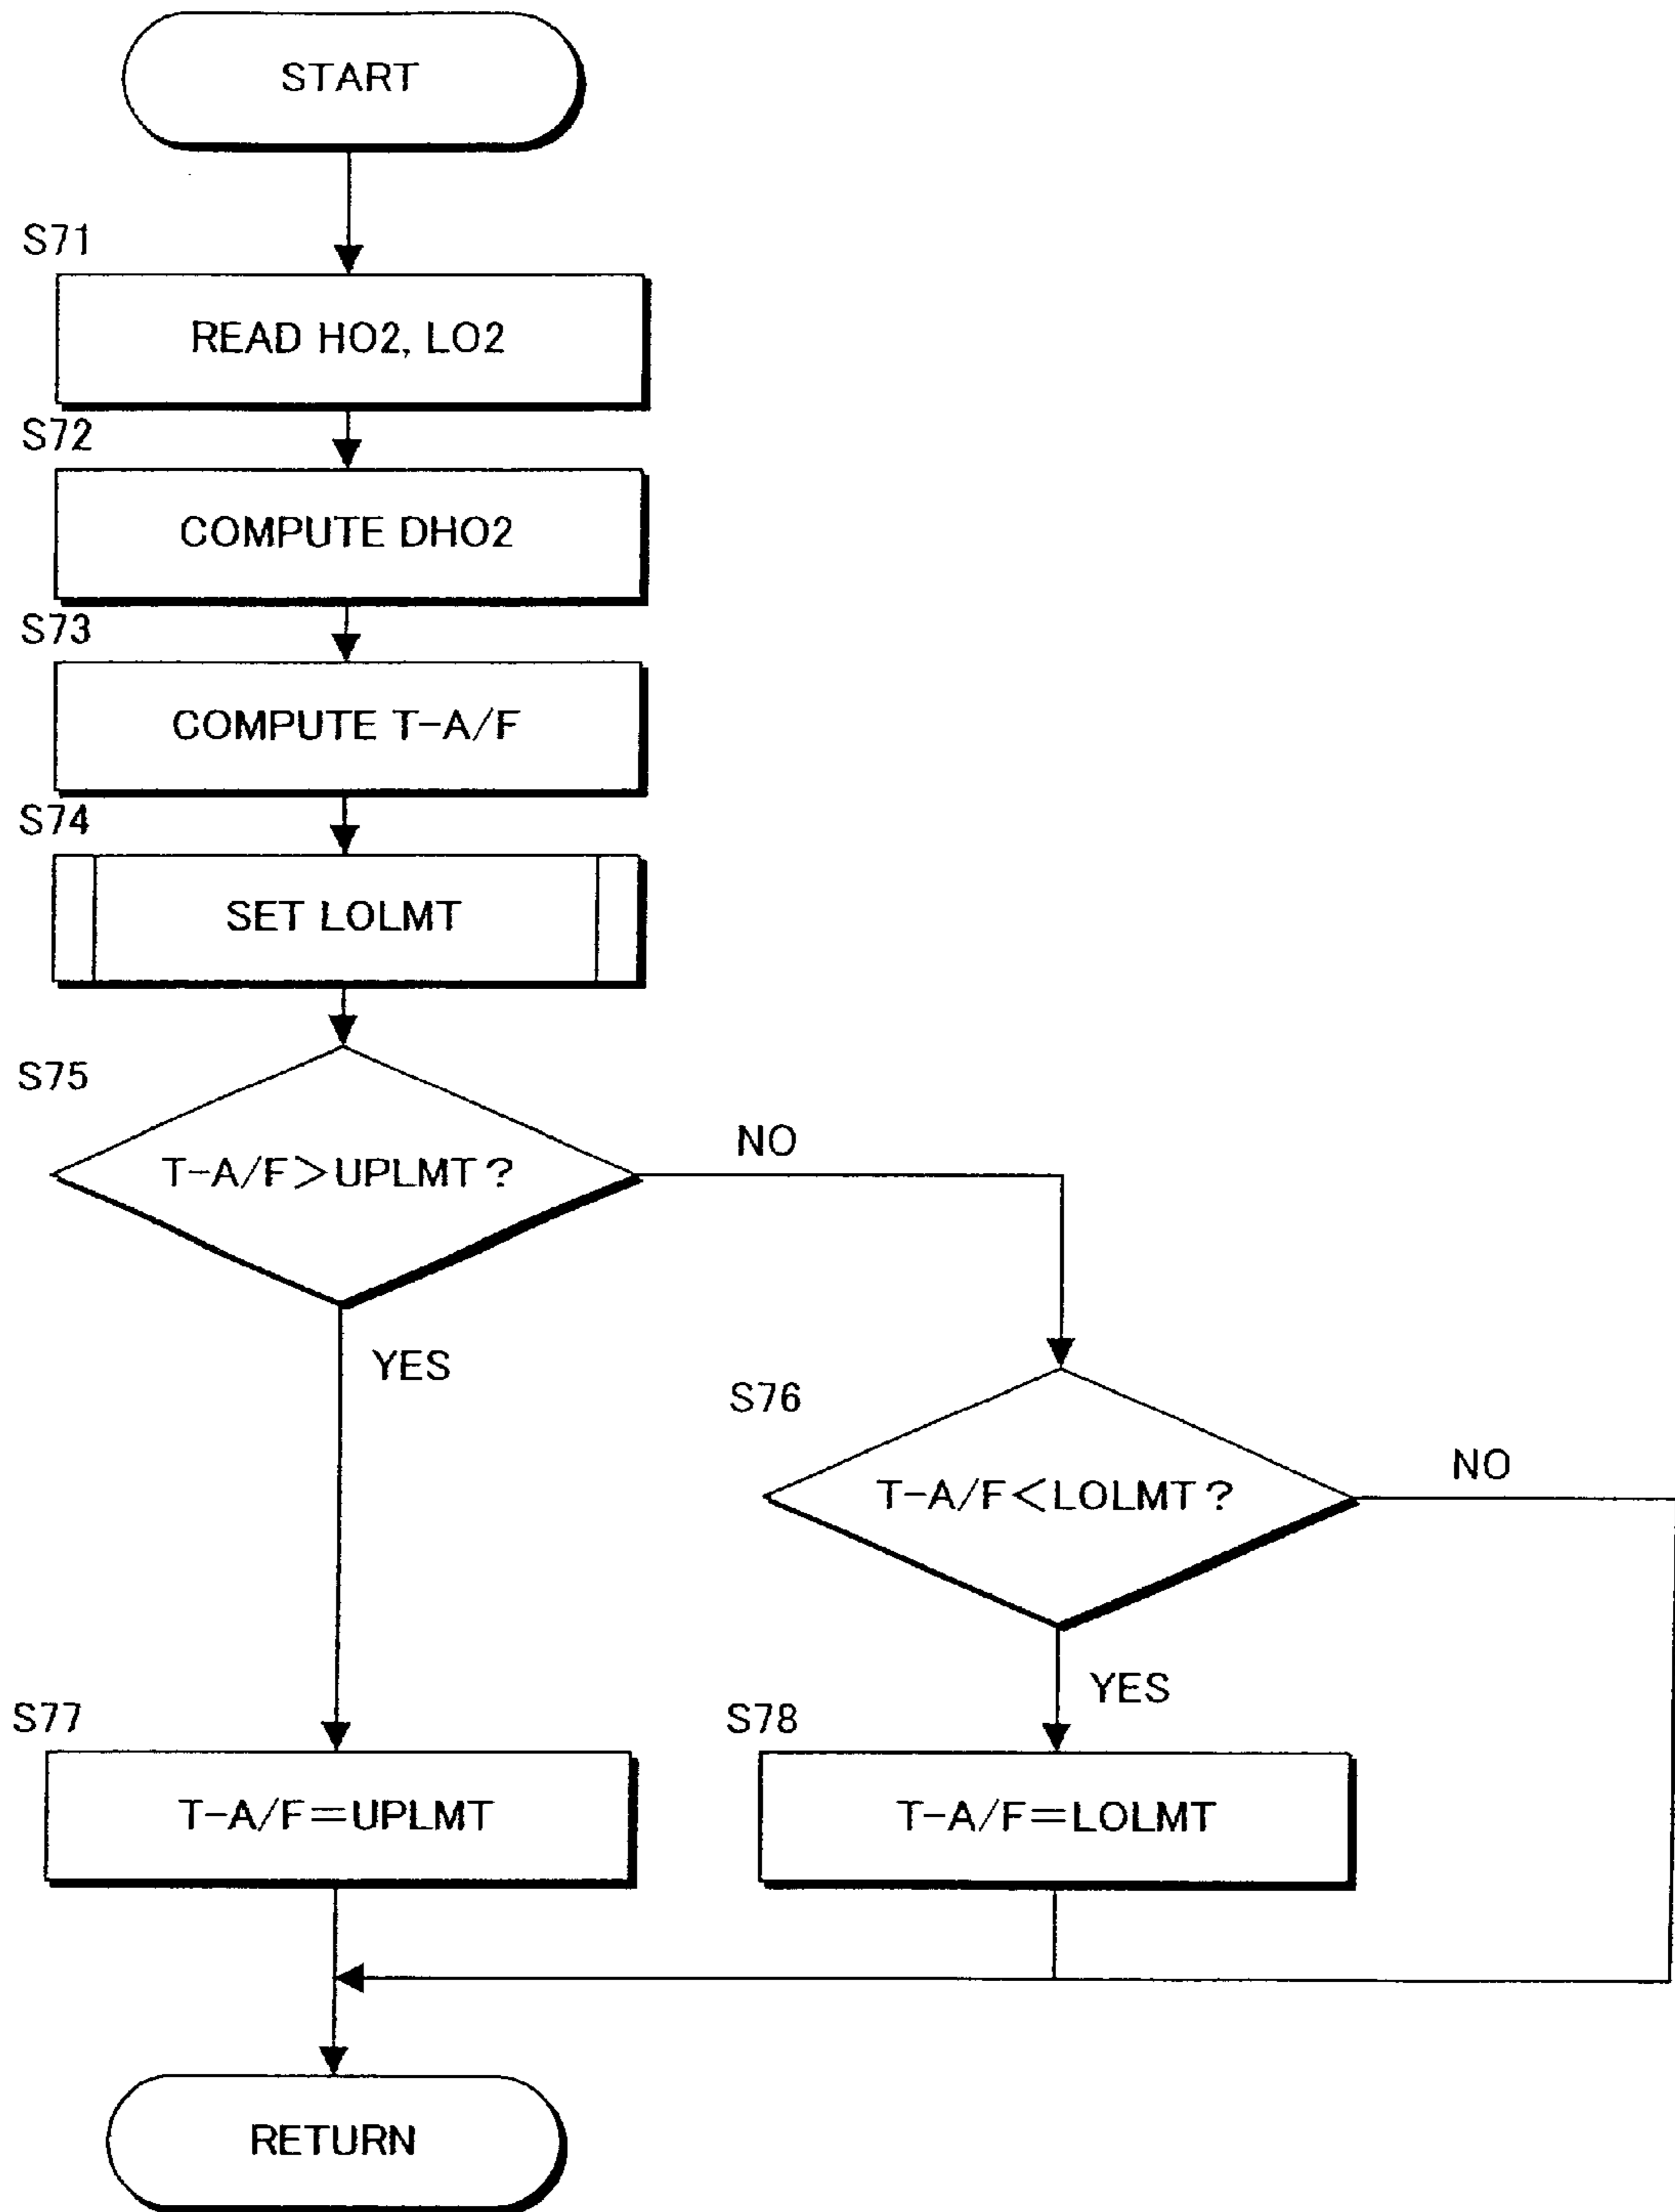 START
S71
READ HO2, LO2
S72
COMPUTE DHO2
S73
COMPUTE T-A/F
S74
SET LOLMT
S75
T-A/F>UPLMT?
NO
YES
S76
T-A/F<LOLMT?
NO
YES
S77
T-A/F=UPLMT
S78
T-A/F=LOLMT
RETURN